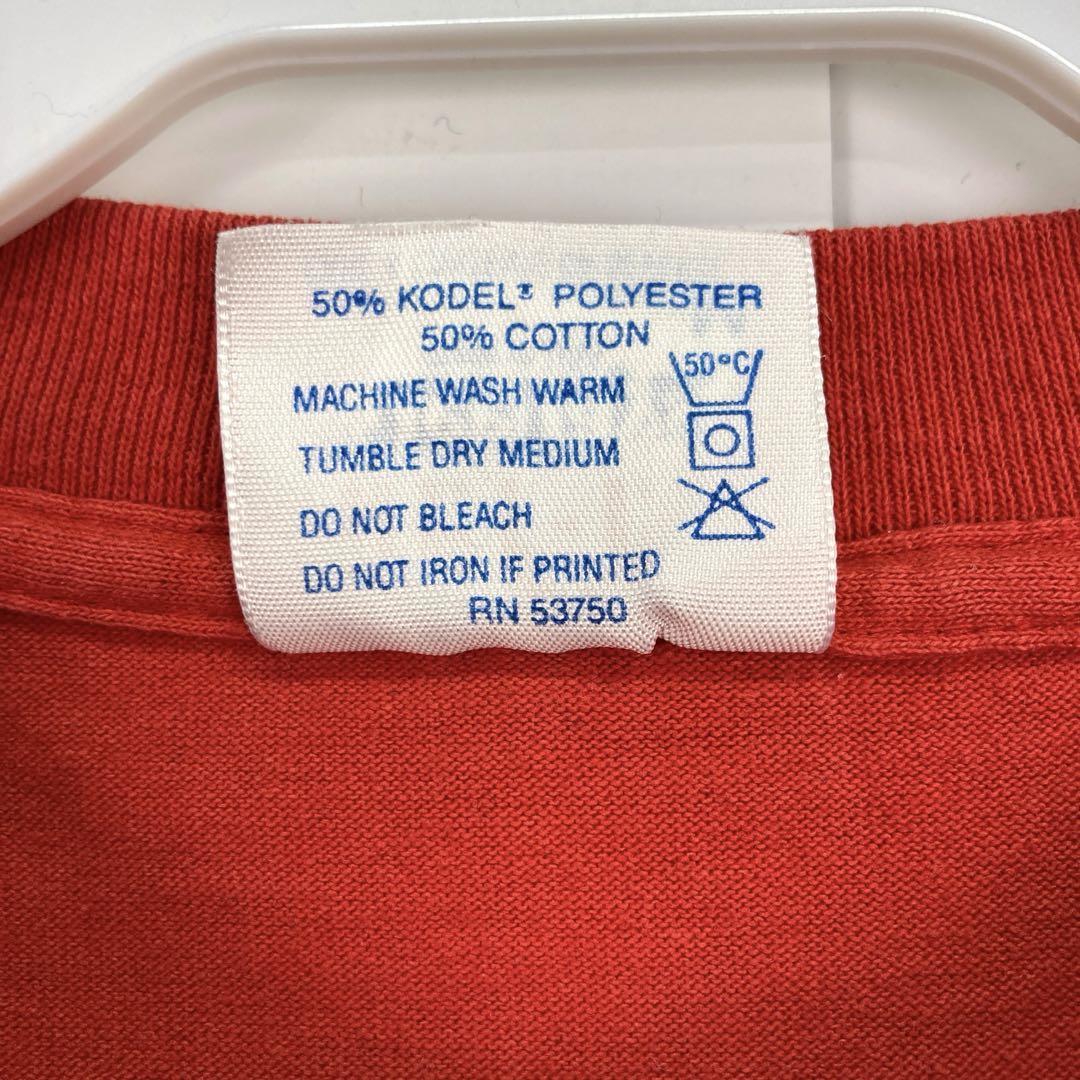 50% KODEL® POLYESTER
50% COTTON
MACHINE WASH WARM
50°C
TUMBLE DRY MEDIUM
DO NOT BLEACH
DO NOT IRON IF PRINTED
RN 53750